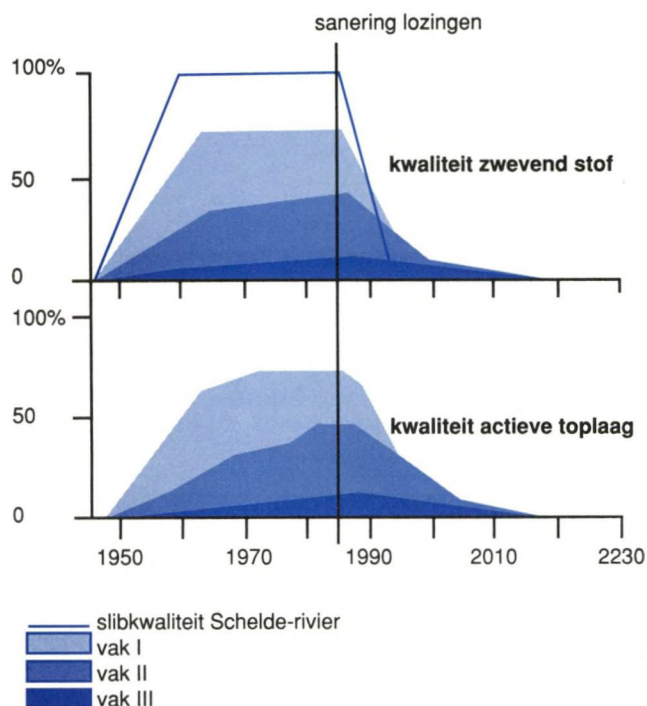 sanering lozingen
100%
kwaliteit zwevend stof
50
0
100%
50
kwaliteit actieve toplaag
0
1950 1970 1990 2010 2230
slibkwaliteit Schelde-rivier
vak I
vak II
vak III